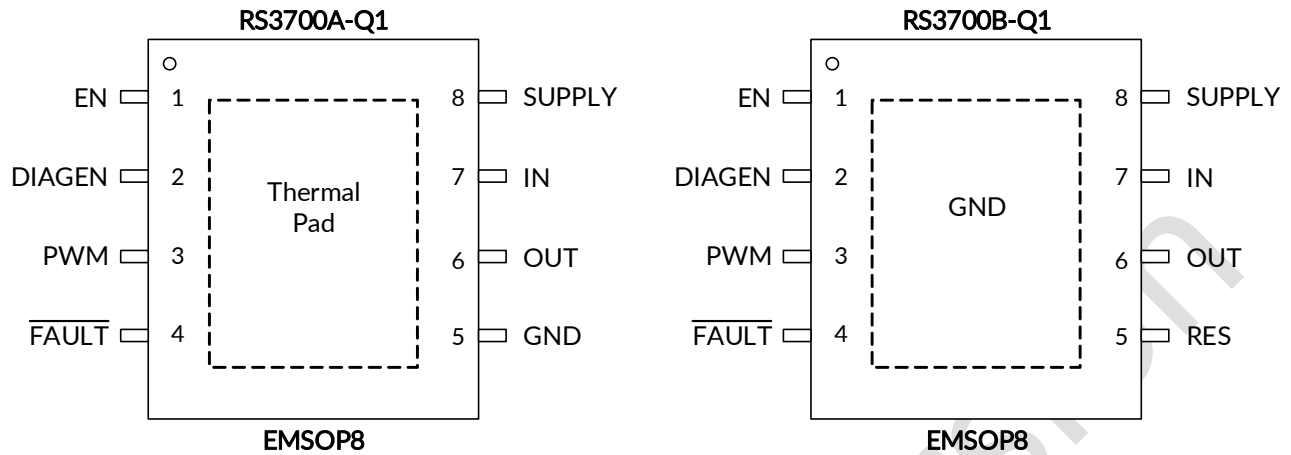 RS3700A-Q1
EN 1 8 SUPPLY
DIAGEN 2 7 IN
Thermal
Pad
PWM 3 6 OUT
FAULT 4 5 GND
EMSOP8
RS3700B-Q1
EN 1 8 SUPPLY
DIAGEN 2 7 IN
GND
PWM 3 6 OUT
FAULT 4 5 RES
EMSOP8